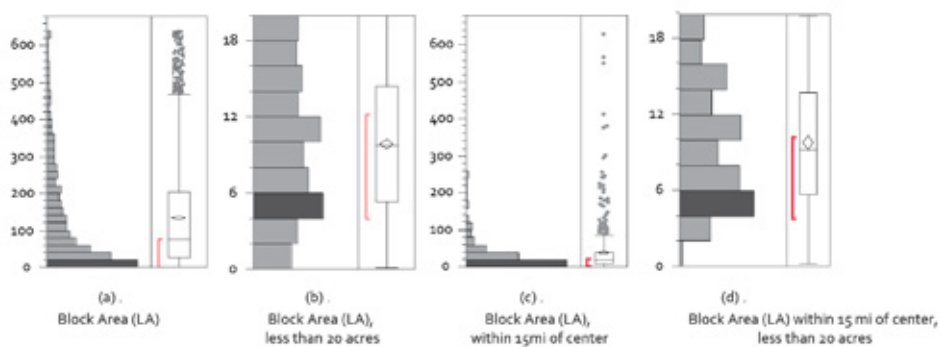 600
500
400
300
200
100
0
18
12
6
0
600
500
400
300
200
100
0
18
12
6
0
(a) .
Block Area (LA)
(b) .
Block Area (LA),
less than 20 acres
(c) .
Block Area (LA),
within 15mi of center
(d) .
Block Area (LA) within 15 mi of center,
less than 20 acres